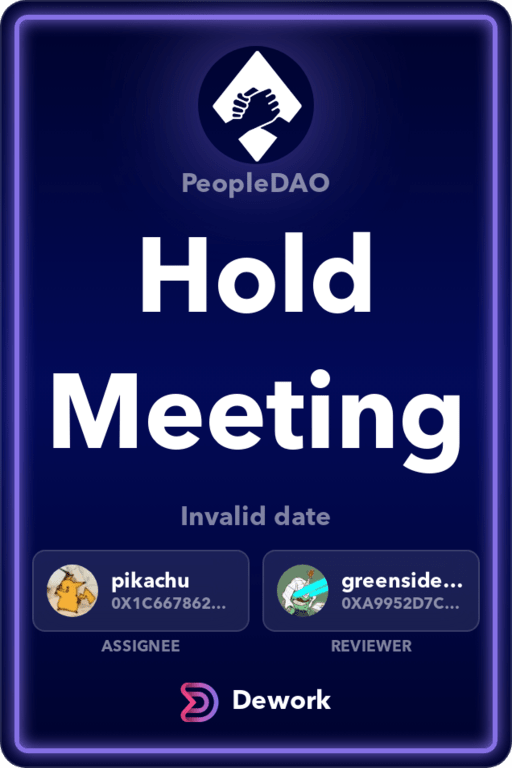 PeopleDAO
Hold
Meeting
Invalid date
pikachu
0X1C667862...
ASSIGNEE
greenside...
0XA9952D7C...
REVIEWER
Dework